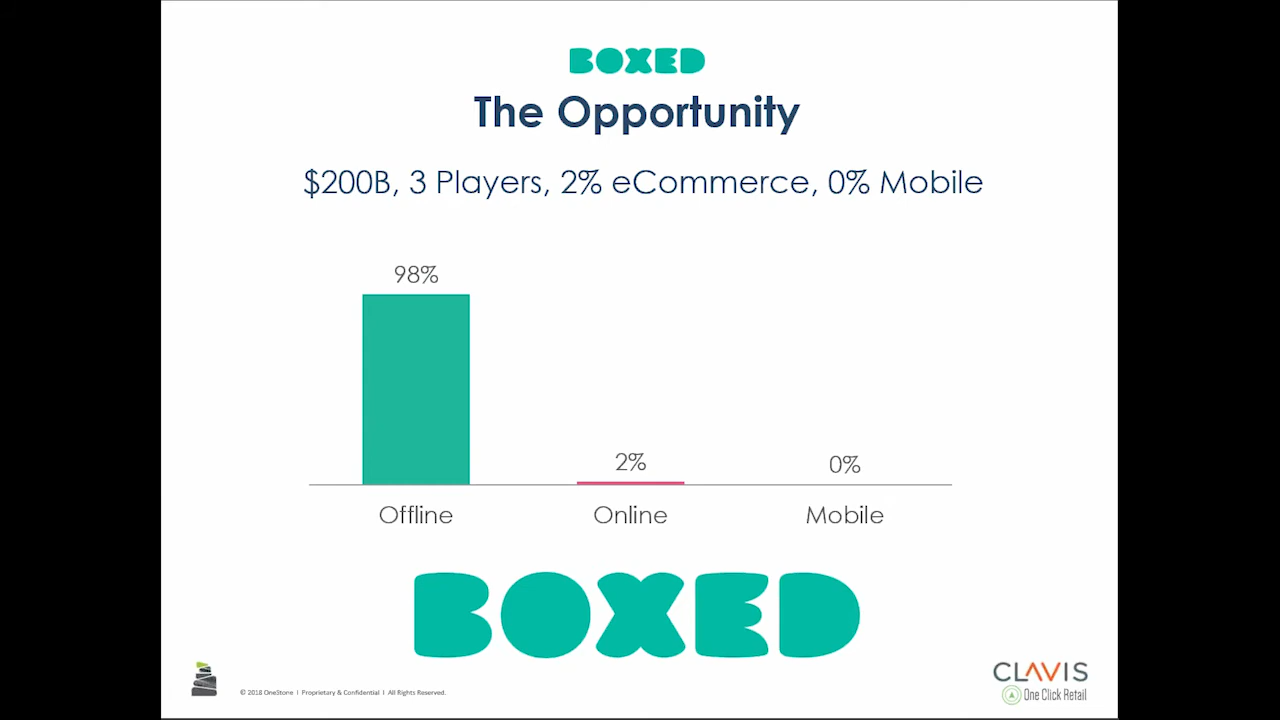 BOXED
The Opportunity
$200B, 3 Players, 2% eCommerce, 0% Mobile
98%
2%
0%
Offline
Online
Mobile
BOXED
© 2018 OneStone | Proprietary & Confidential | All Rights Reserved.
CLAVIS
One Click Retail